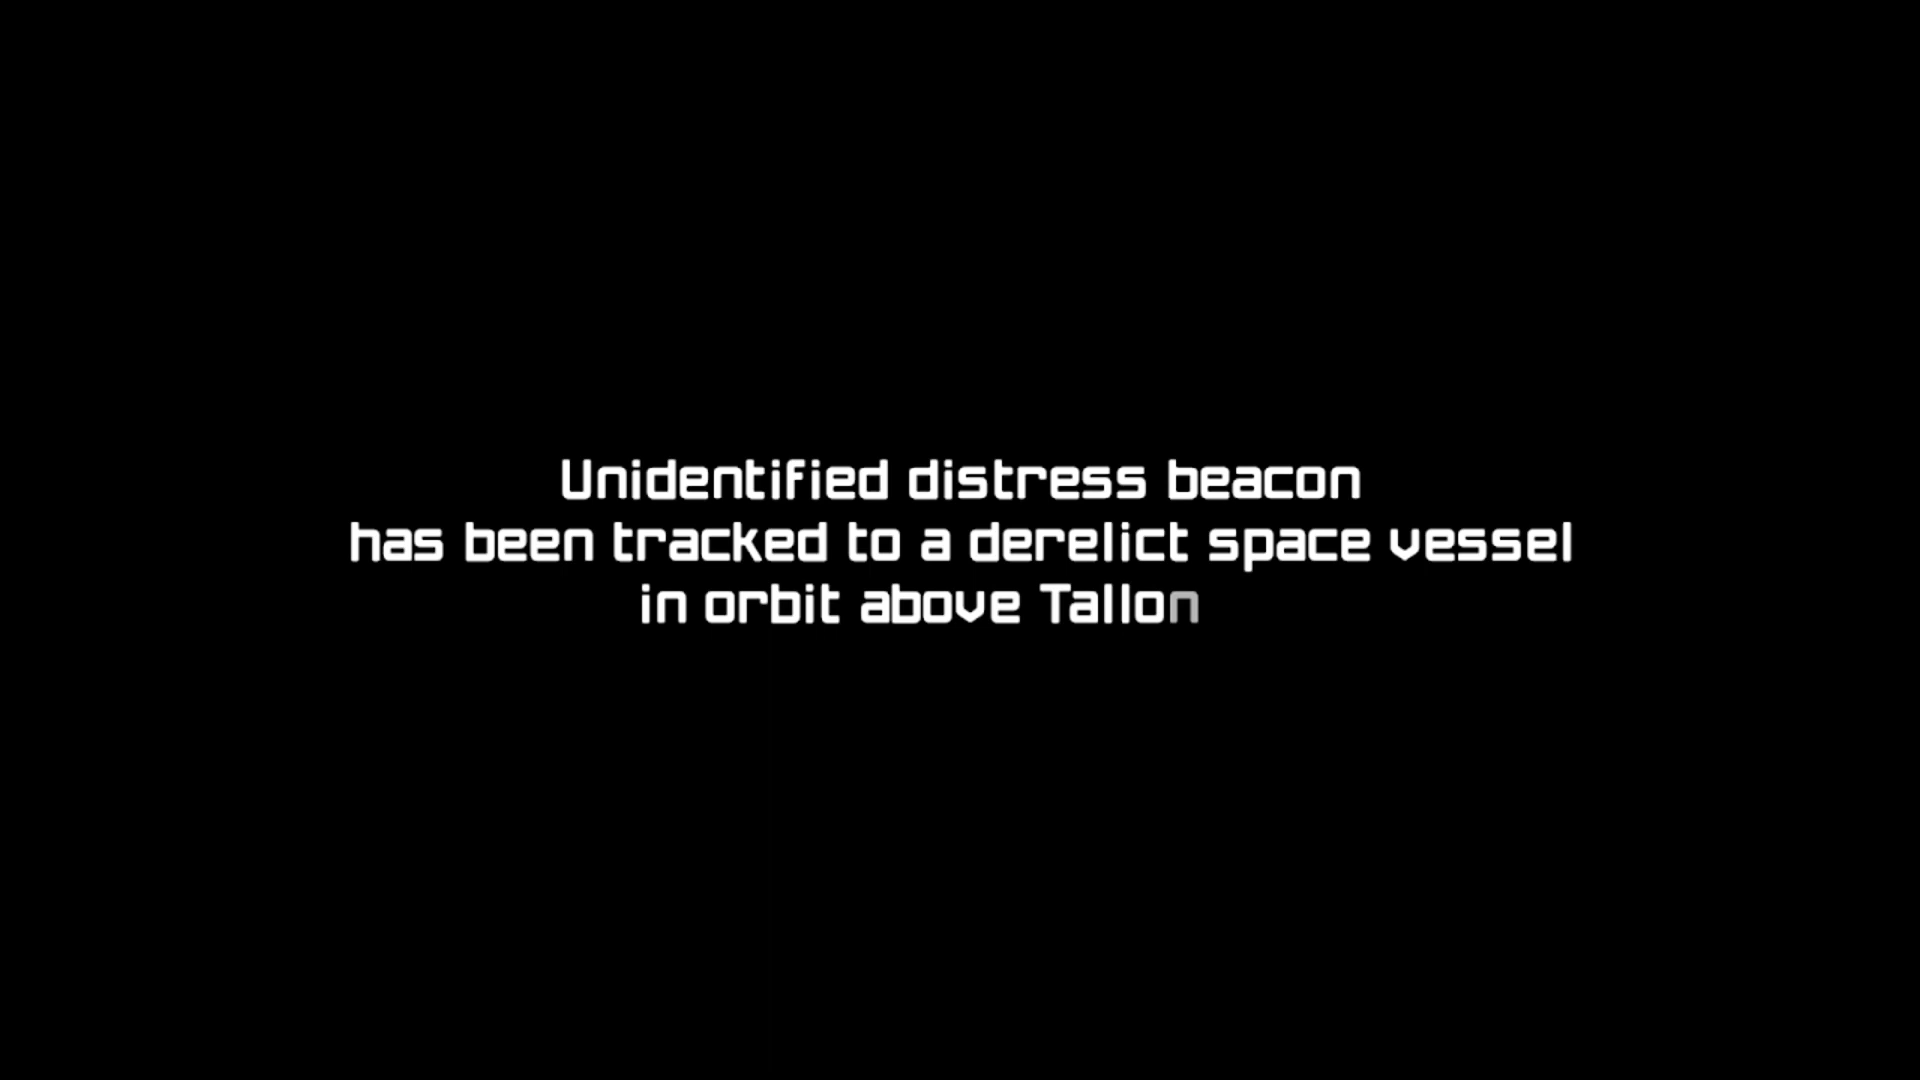 Unidentified distress beacon
has been tracked to a derelict space vessel
in orbit above Tallon